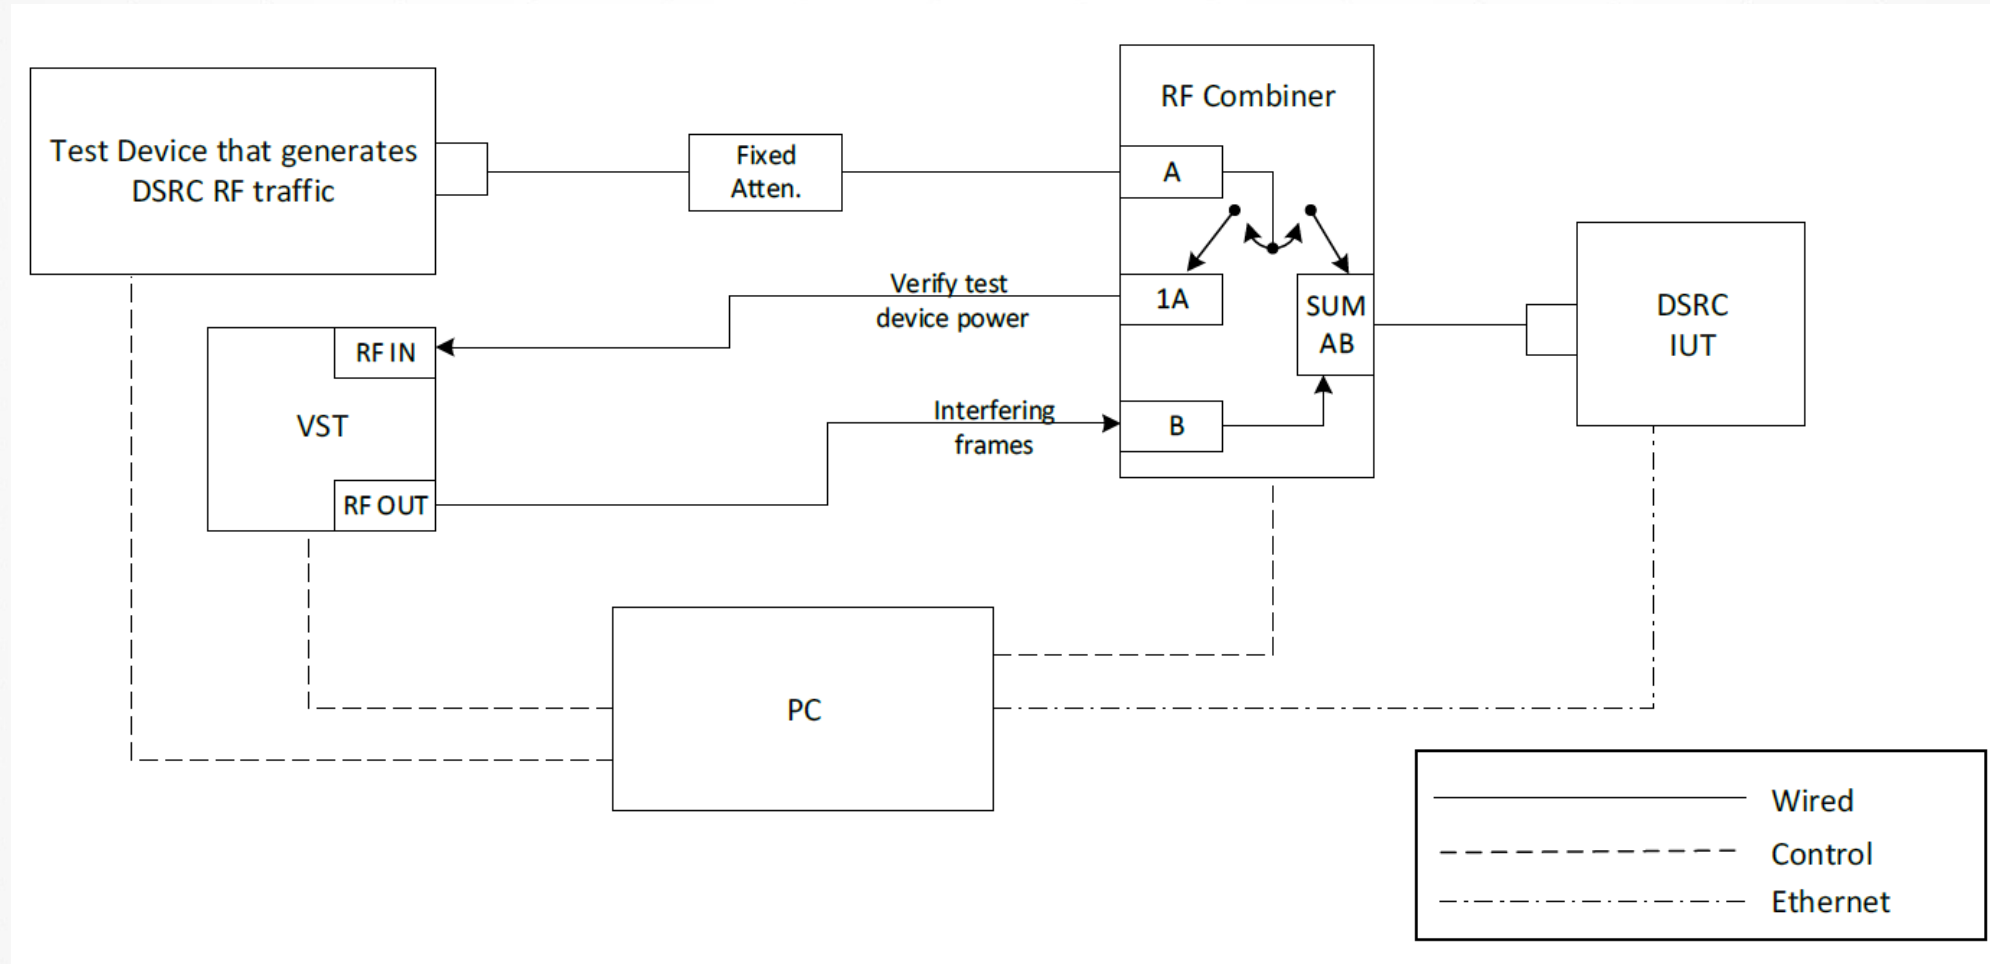 RF Combiner
Test Device that generates
DSRC RF traffic
Fixed
Atten.
A
Verify test
device power
1A
SUM
AB
DSRC
IUT
RF IN
VST
Interfering
frames
B
RF OUT
PC
Wired
Control
Ethernet